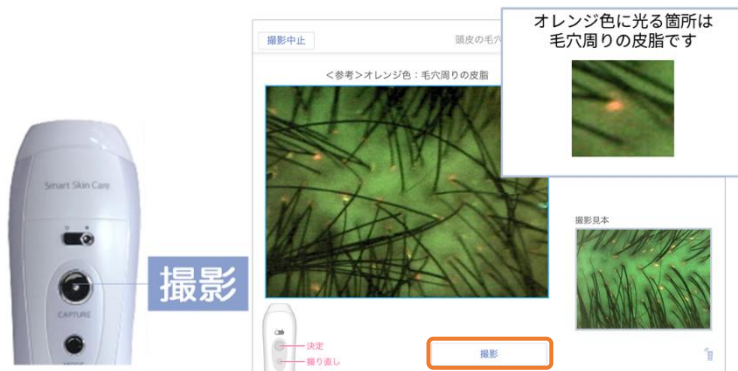 Smart Skin Care
CAPTURE
撮影
撮影中止
頭皮の毛穴
<参考>オレンジ色：毛穴周りの皮脂
オレンジ色に光る箇所は
毛穴周りの皮脂です
撮影見本
決定
撮り直し
撮影